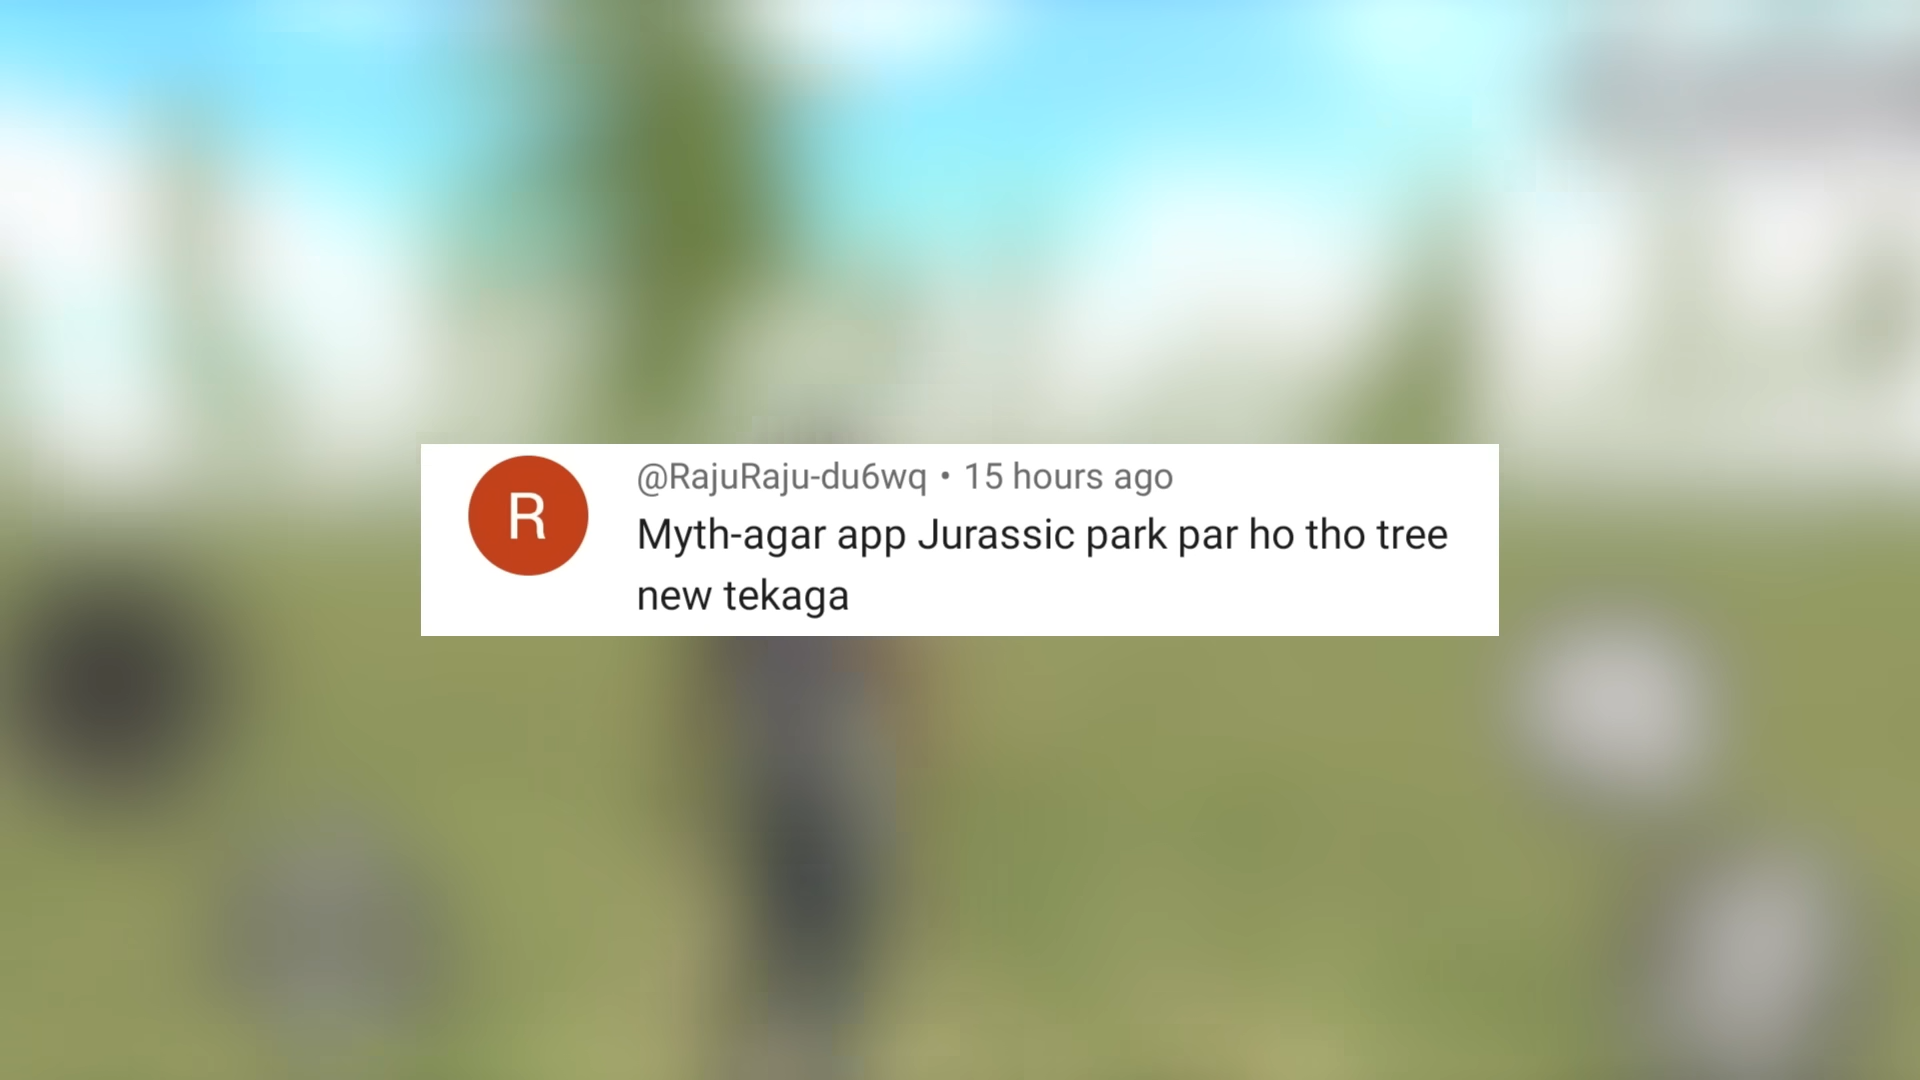 R
@RajuRaju-du6wq • 15 hours ago
Myth-agar app Jurassic park par ho tho tree
new tekaga